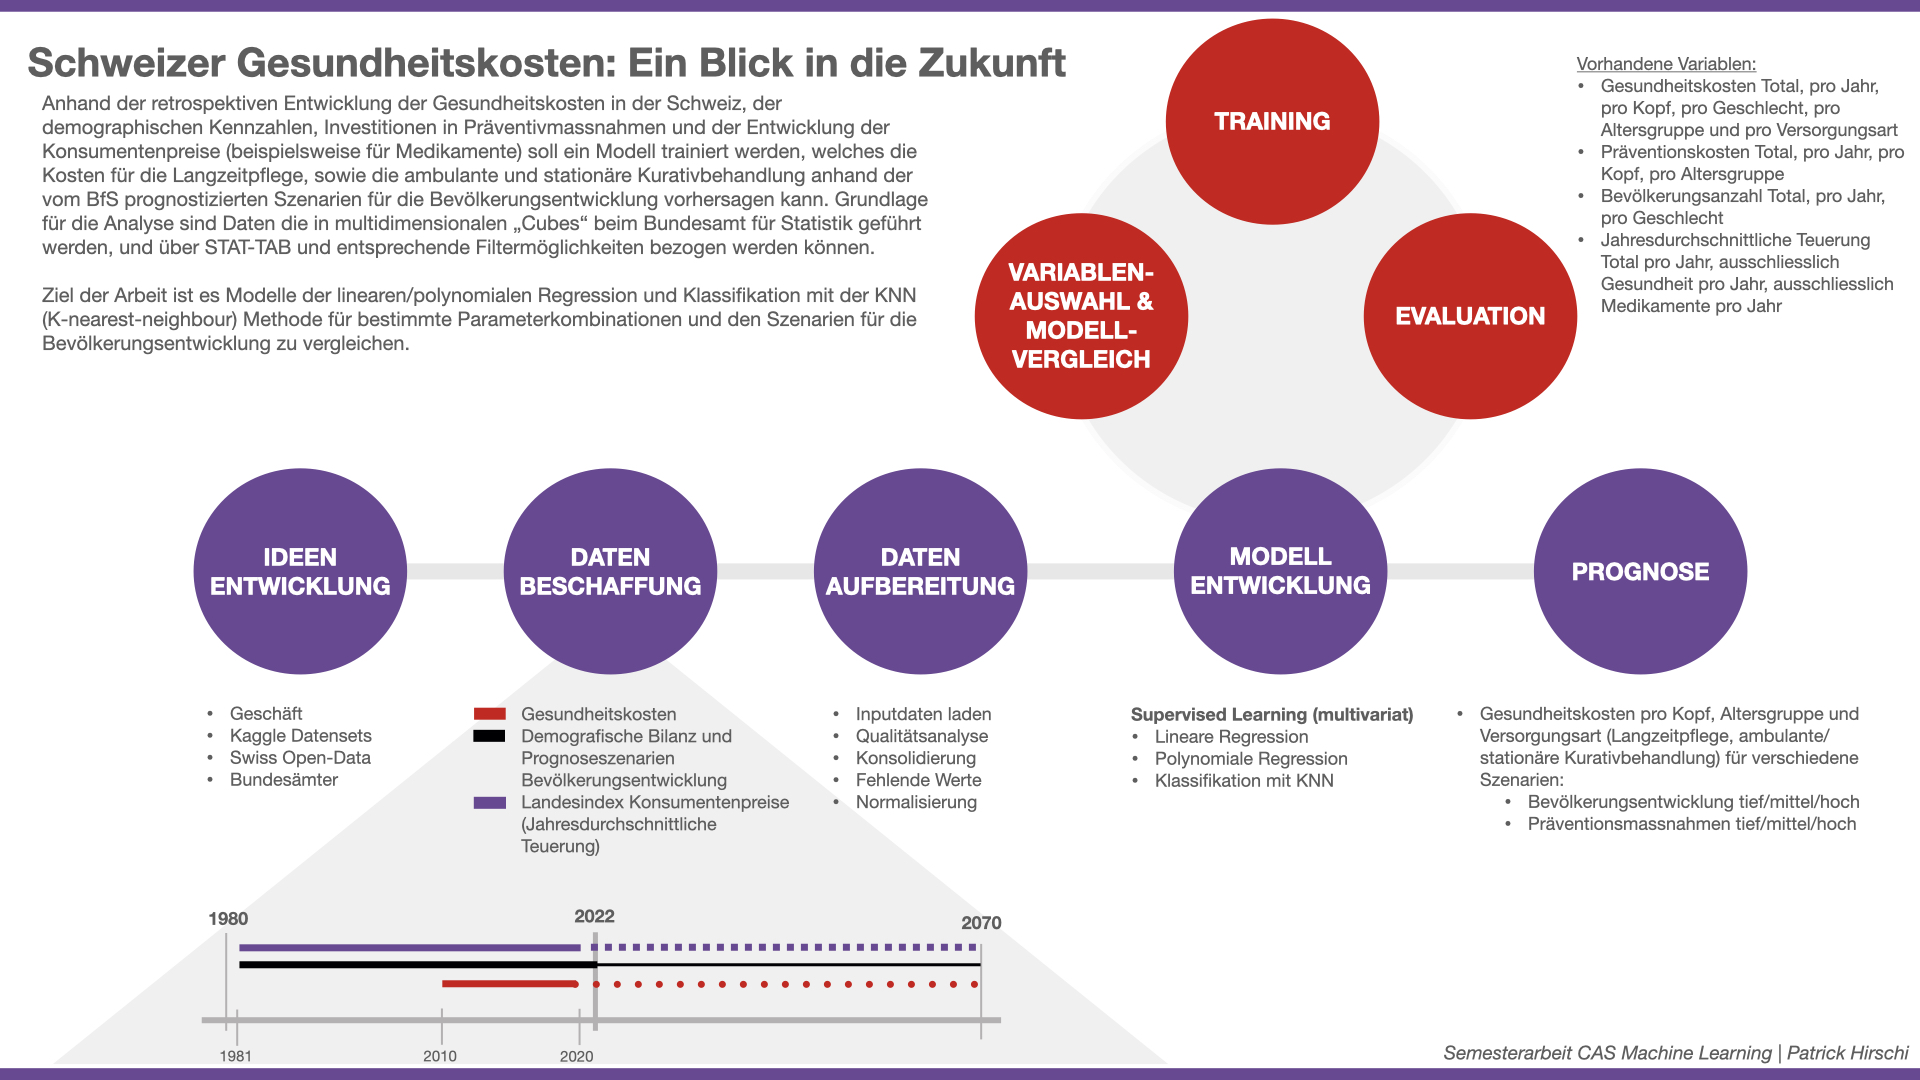 Schweizer Gesundheitskosten: Ein Blick in die Zukunft
Anhand der retrospektiven Entwicklung der Gesundheitskosten in der Schweiz, der
demographischen Kennzahlen, Investitionen in Präventivmassnahmen und der Entwicklung der
Konsumentenpreise (beispielsweise für Medikamente) soll ein Modell trainiert werden, welches die
Kosten für die Langzeitpflege, sowie die ambulante und stationäre Kurativbehandlung anhand der
vom BfS prognostizierten Szenarien für die Bevölkerungsentwicklung vorhersagen kann. Grundlage
für die Analyse sind Daten die in multidimensionalen „Cubes“ beim Bundesamt für Statistik geführt
werden, und über STAT-TAB und entsprechende Filtermöglichkeiten bezogen werden können.
Ziel der Arbeit ist es Modelle der linearen/polynomialen Regression und Klassifikation mit der KNN
(K-nearest-neighbour) Methode für bestimmte Parameterkombinationen und den Szenarien für die
Bevölkerungsentwicklung zu vergleichen.
TRAINING
VARIABLEN-
AUSWAHL &
MODELL-
VERGLEICH
EVALUATION
Vorhandene Variablen:
• Gesundheitskosten Total, pro Jahr,
pro Kopf, pro Geschlecht, pro
Altersgruppe und pro Versorgungsart
• Präventionskosten Total, pro Jahr, pro
Kopf, pro Altersgruppe
• Bevölkerungsanzahl Total, pro Jahr,
pro Geschlecht
• Jahresdurchschnittliche Teuerung
Total pro Jahr, ausschliesslich
Gesundheit pro Jahr, ausschliesslich
Medikamente pro Jahr
IDEEN
ENTWICKLUNG
DATEN
BESCHAFFUNG
DATEN
AUFBEREITUNG
MODELL
ENTWICKLUNG
PROGNOSE
• Geschäft
• Kaggle Datensets
• Swiss Open-Data
• Bundesämter
Gesundheitskosten
Demografische Bilanz und
Prognoseszenarien
Bevölkerungsentwicklung
Landesindex Konsumentenpreise
(Jahresdurchschnittliche
Teuerung)
• Inputdaten laden
• Qualitätsanalyse
• Konsolidierung
• Fehlende Werte
• Normalisierung
Supervised Learning (multivariat)
• Lineare Regression
• Polynomiale Regression
• Klassifikation mit KNN
• Gesundheitskosten pro Kopf, Altersgruppe und
Versorgungsart (Langzeitpflege, ambulante/
stationäre Kurativbehandlung) für verschiedene
Szenarien:
• Bevölkerungsentwicklung tief/mittel/hoch
• Präventionsmassnahmen tief/mittel/hoch
1980
2022
2070
1981
2010
2020
Semesterarbeit CAS Machine Learning | Patrick Hirschi